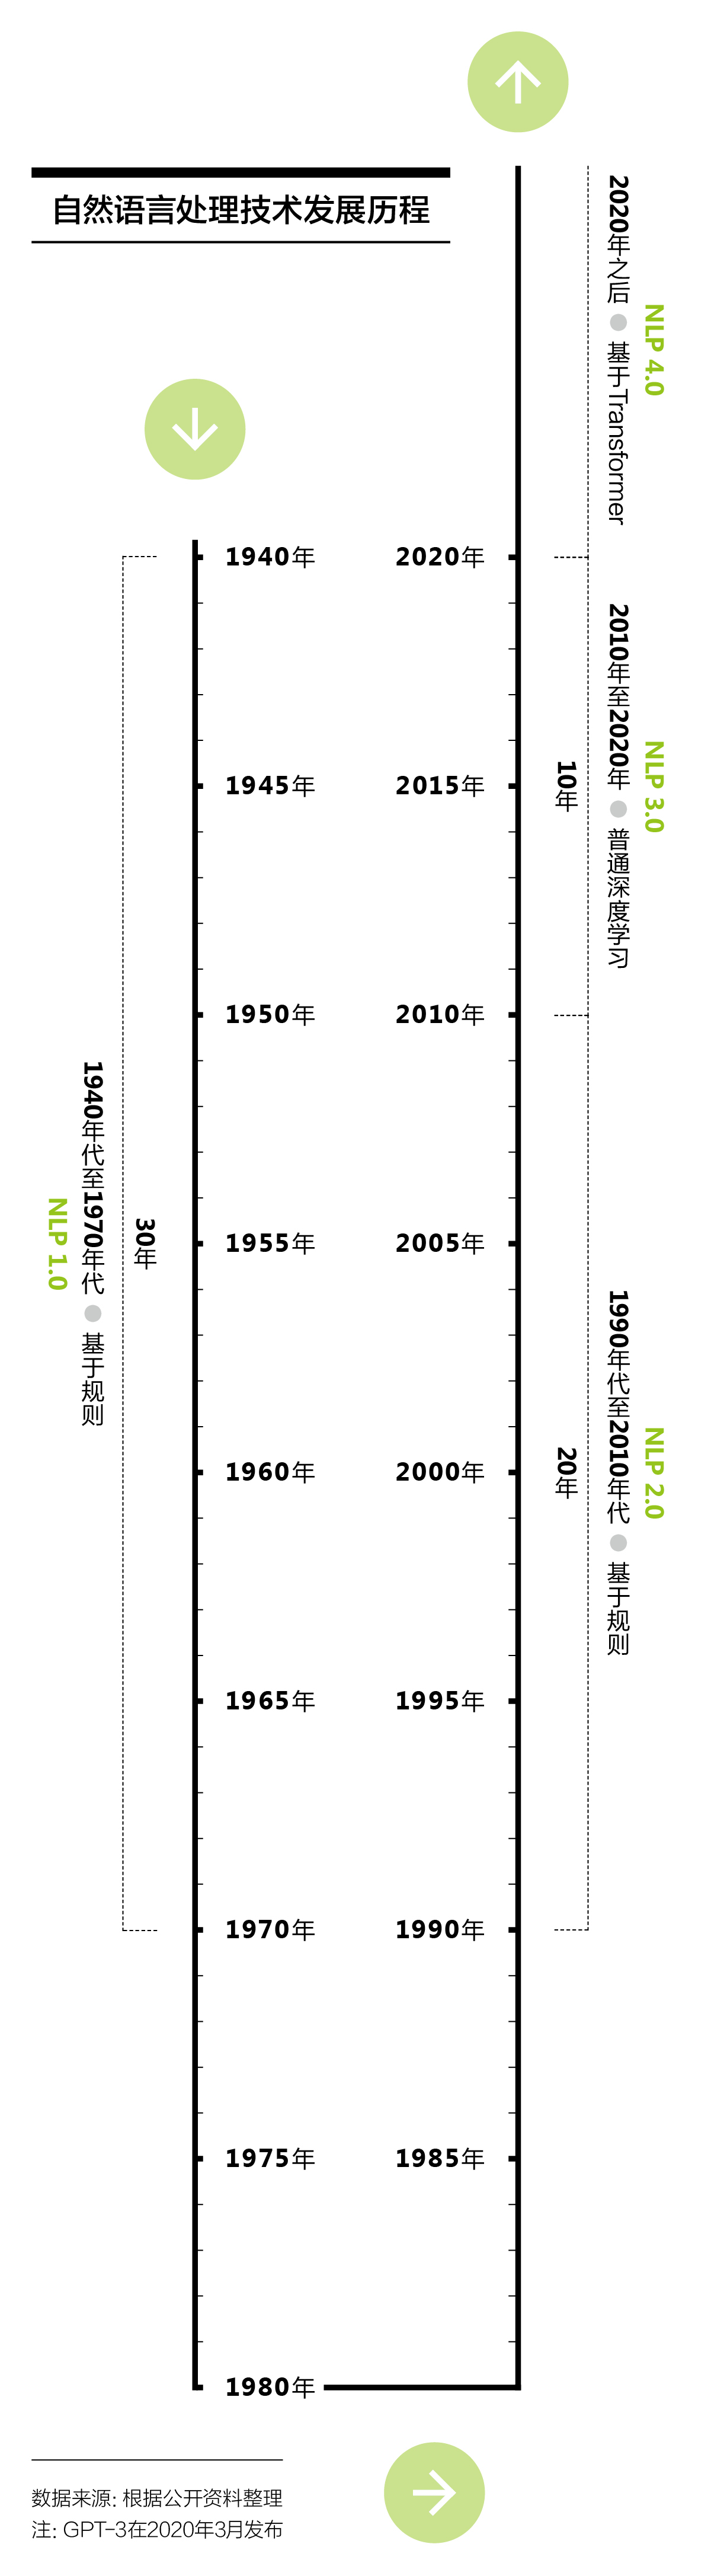 自然语言处理技术发展历程
1940年
1945年
1950年
1955年
1960年
1965年
1970年
1975年
1980年
30年
1940年代至1970年代 ● 基于规则
NLP 1.0
1985年
1990年
1995年
2000年
2005年
2010年
2015年
2020年
20年
1990年代至2010年代 ● 基于规则
NLP 2.0
10年
2010年至2020年 ● 普通深度学习
NLP 3.0
2020年之后 ● 基于Transformer
NLP 4.0
数据来源: 根据公开资料整理
注: GPT-3在2020年3月发布